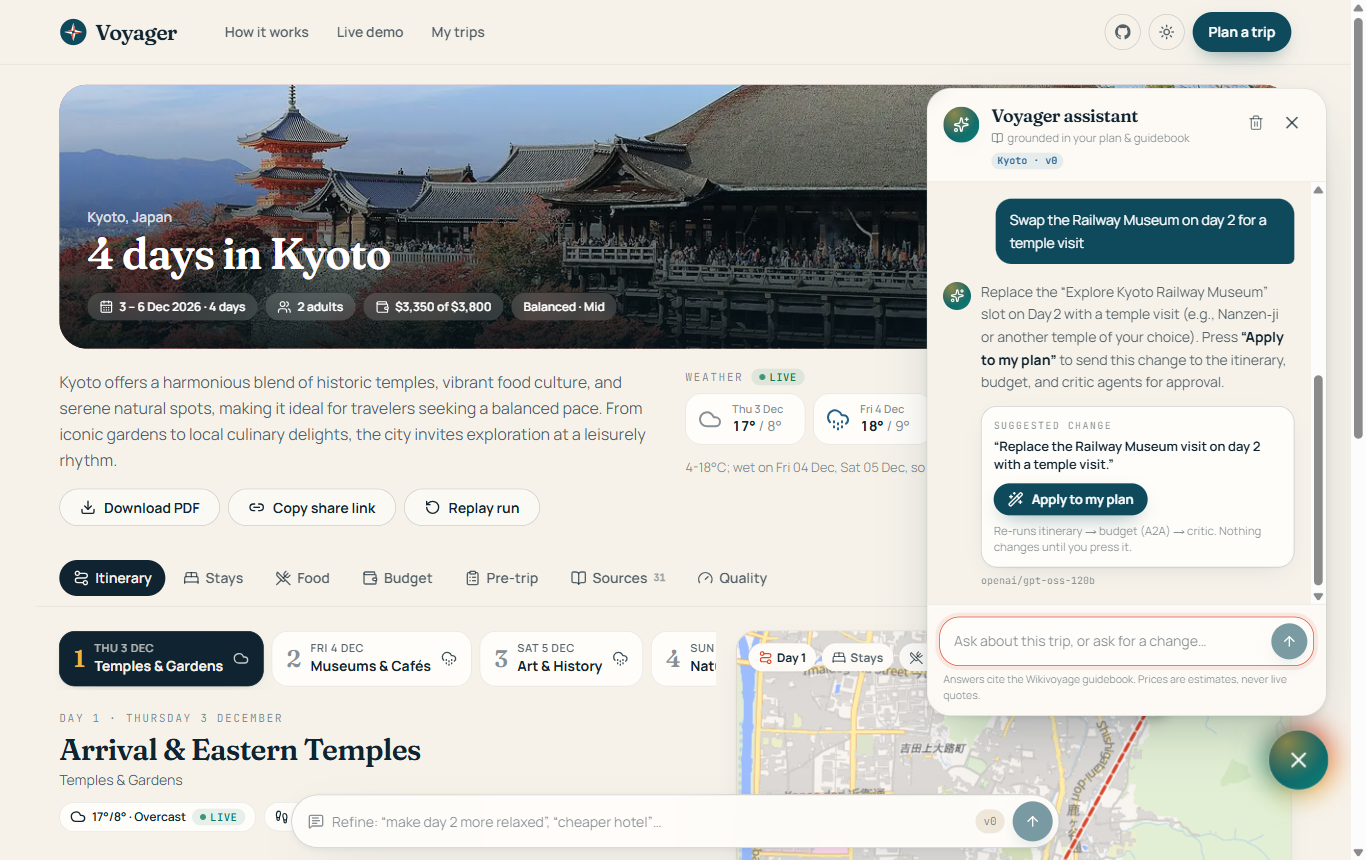 Voyager
How it works
Live demo
My trips
Plan a trip
Kyoto, Japan
4 days in Kyoto
3 – 6 Dec 2026 · 4 days
2 adults
$3,350 of $3,800
Balanced · Mid
Kyoto offers a harmonious blend of historic temples, vibrant food culture, and
serene natural spots, making it ideal for travelers seeking a balanced pace. From
iconic gardens to local culinary delights, the city invites exploration at a leisurely
rhythm.
Download PDF
Copy share link
Replay run
WEATHER
LIVE
Thu 3 Dec
17° / 8°
Fri 4 Dec
18° / 9°
4-18°C; wet on Fri 04 Dec, Sat 05 Dec, so
Itinerary
Stays
Food
Budget
Pre-trip
Sources 31
Quality
1
THU 3 DEC
Temples & Gardens
2
FRI 4 DEC
Museums & Cafés
3
SAT 5 DEC
Art & History
4
SUN
Natu
DAY 1 · THURSDAY 3 DECEMBER
Arrival & Eastern Temples
Temples & Gardens
17°/8° · Overcast
LIVE
Refine: “make day 2 more relaxed”, “cheaper hotel”…
v0
Day 1
Stays
吉田上大路町
Shishigatani-dori
Voyager assistant
grounded in your plan & guidebook
Kyoto · v0
Swap the Railway Museum on day 2 for a
temple visit
Replace the “Explore Kyoto Railway Museum”
slot on Day 2 with a temple visit (e.g., Nanzen-ji
or another temple of your choice). Press “Apply
to my plan” to send this change to the itinerary,
budget, and critic agents for approval.
SUGGESTED CHANGE
“Replace the Railway Museum visit on day 2
with a temple visit.”
Apply to my plan
Re-runs itinerary → budget (A2A) → critic. Nothing
changes until you press it.
openai/gpt-oss-120b
Ask about this trip, or ask for a change…
Answers cite the Wikivoyage guidebook. Prices are estimates, never live
quotes.